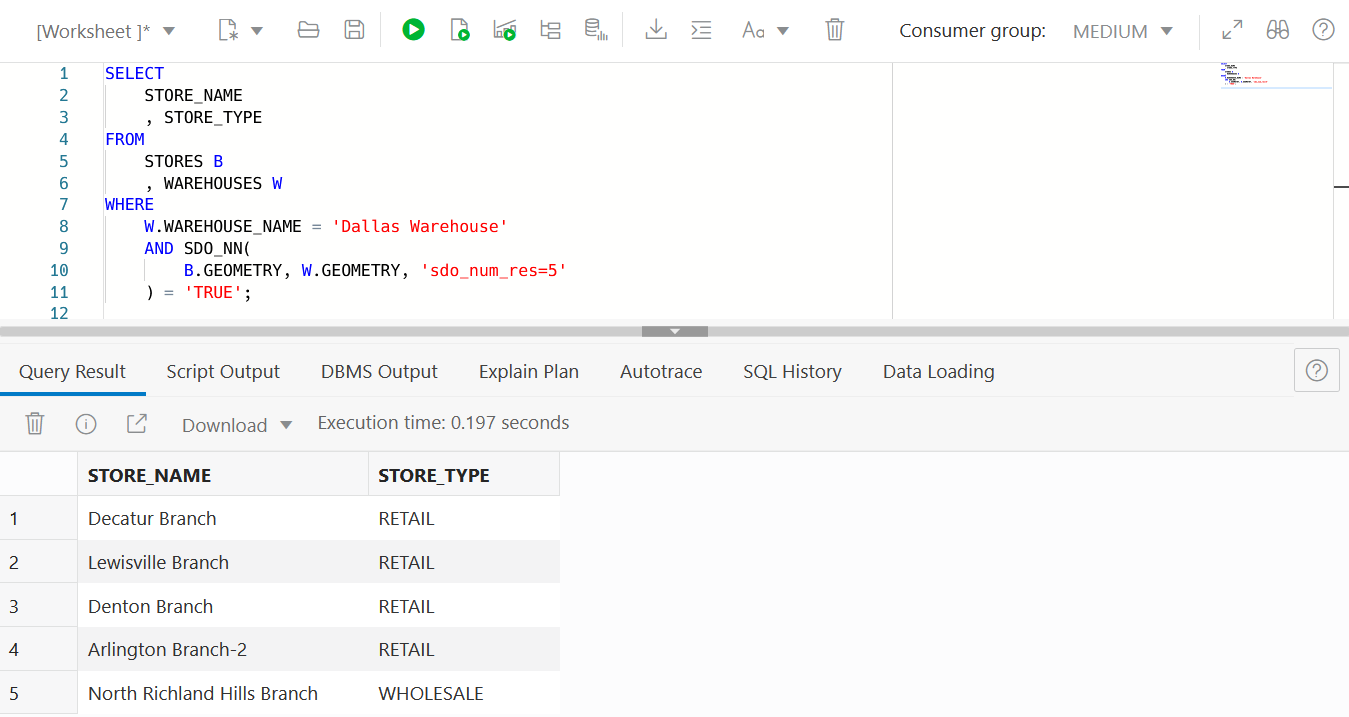 [Worksheet ]* Aa Consumer group: MEDIUM
1 SELECT
2 STORE_NAME
3 , STORE_TYPE
4 FROM
5 STORES B
6 , WAREHOUSES W
7 WHERE
8 W.WAREHOUSE_NAME = 'Dallas Warehouse'
9 AND SDO_NN(
10 B.GEOMETRY, W.GEOMETRY, 'sdo_num_res=5'
11 ) = 'TRUE';
12
Query Result Script Output DBMS Output Explain Plan Autotrace SQL History Data Loading
Download Execution time: 0.197 seconds
STORE_NAME STORE_TYPE
1 Decatur Branch RETAIL
2 Lewisville Branch RETAIL
3 Denton Branch RETAIL
4 Arlington Branch-2 RETAIL
5 North Richland Hills Branch WHOLESALE